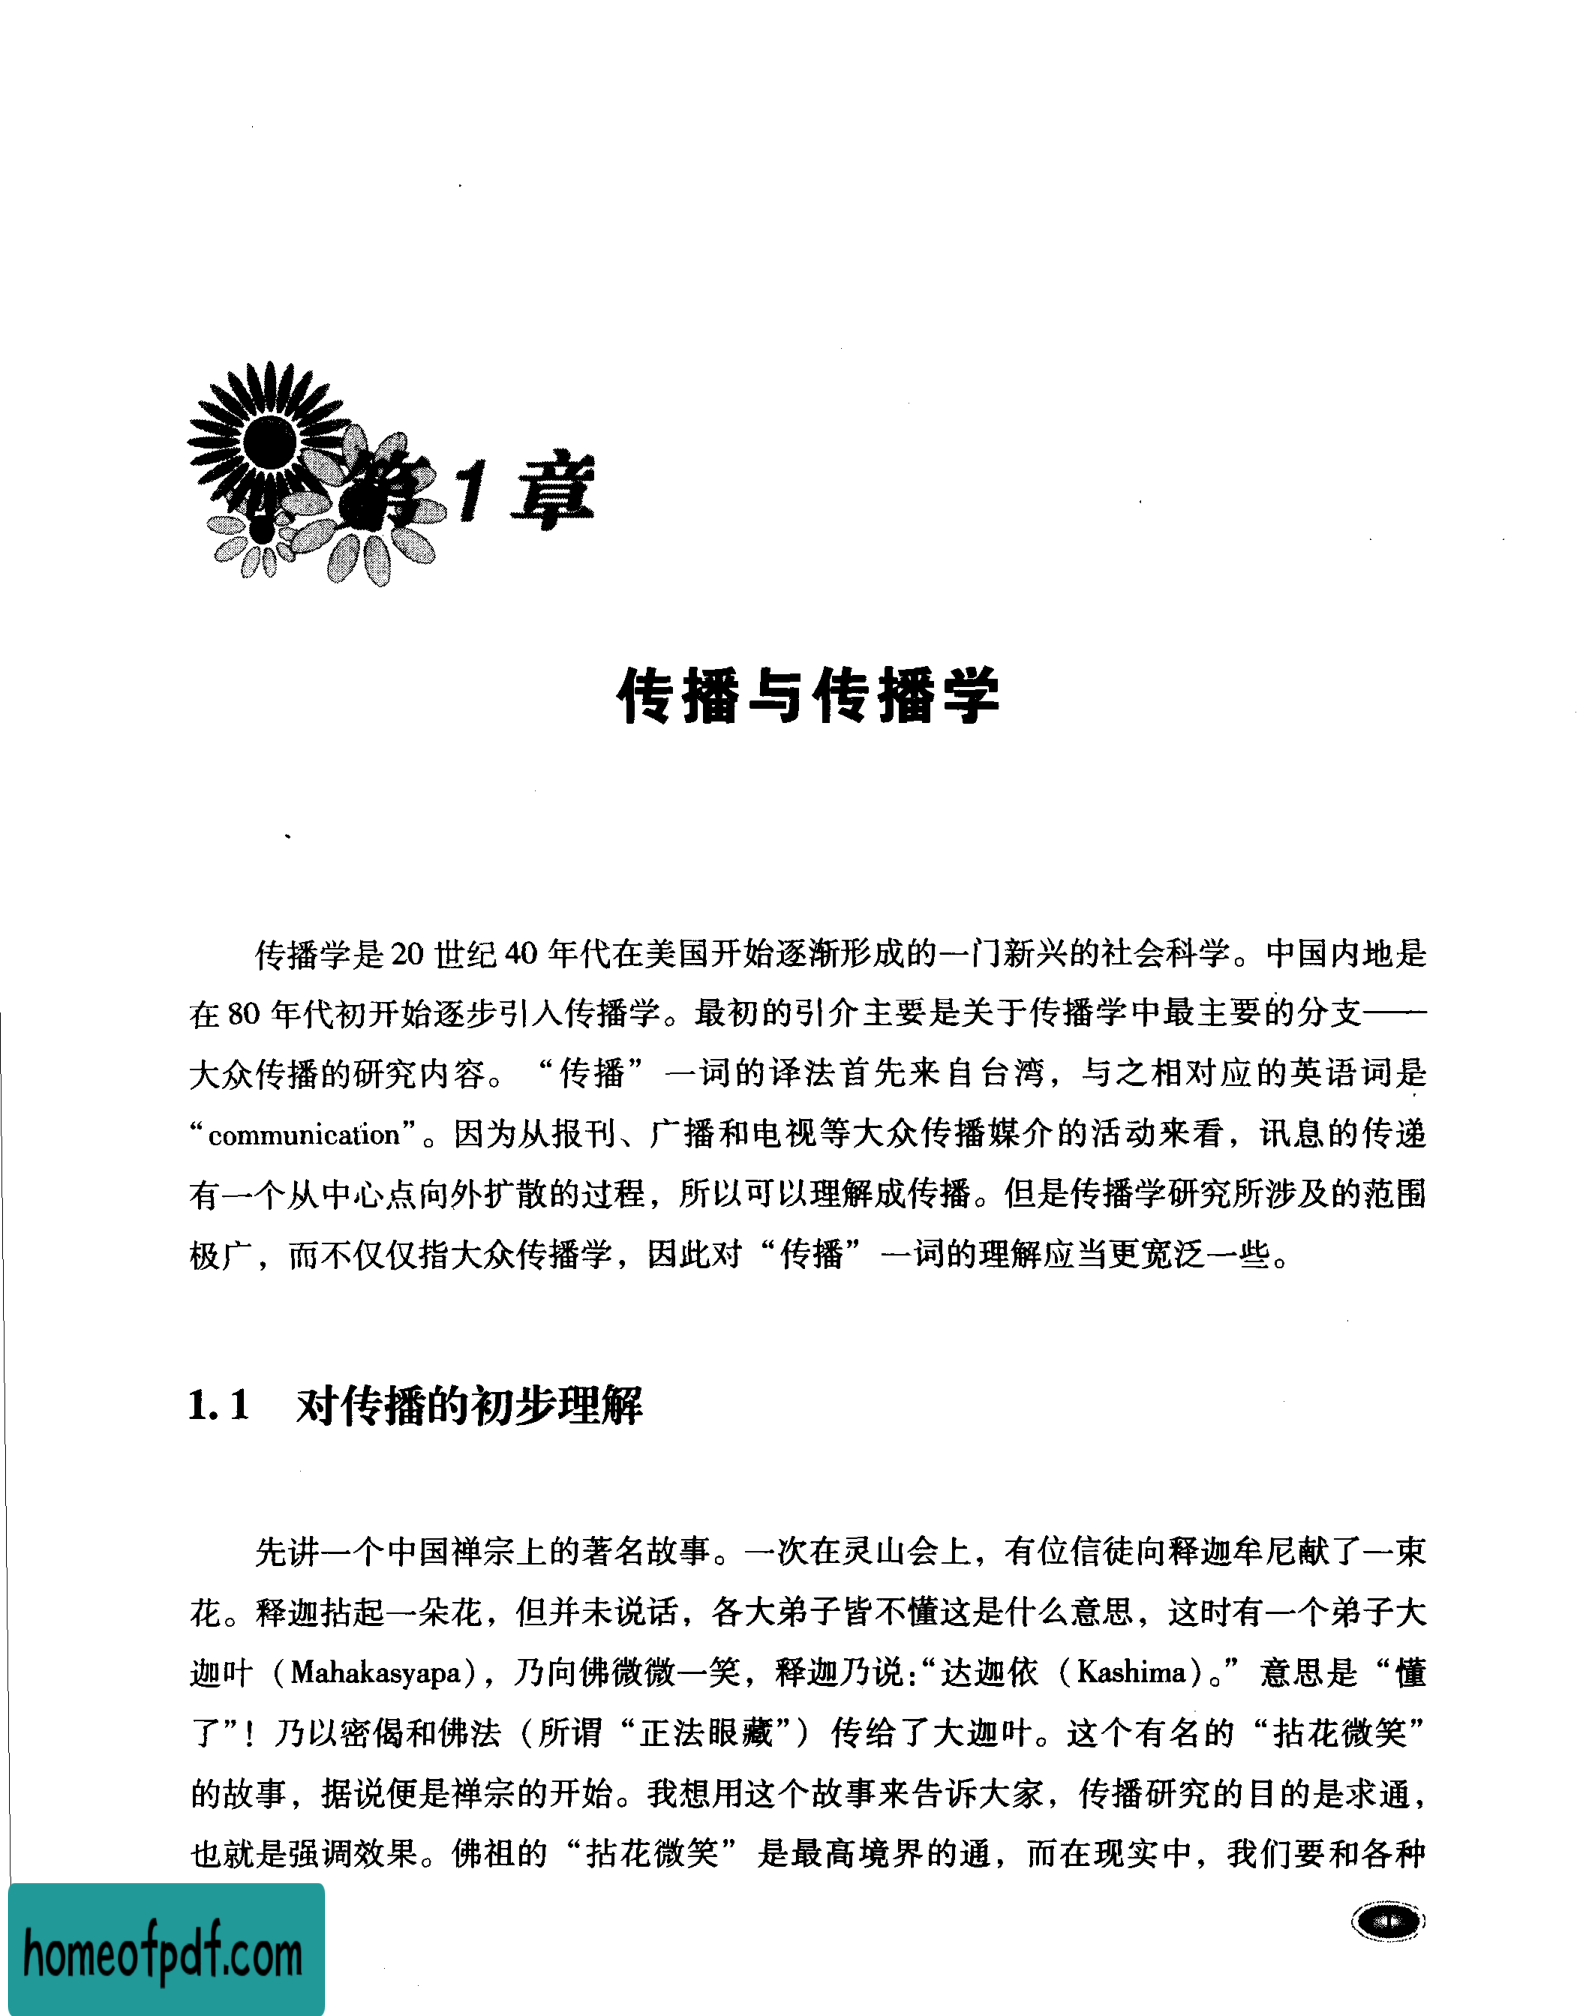 第1章
传播与传播学
传播学是20世纪40年代在美国开始逐渐形成的一门新兴的社会科学。中国内地是
在80年代初开始逐步引入传播学。最初的引介主要是关于传播学中最主要的分支——
大众传播的研究内容。“传播”一词的译法首先来自台湾，与之相对应的英语词是
“communication”。因为从报刊、广播和电视等大众传播媒介的活动来看，讯息的传递
有一个从中心点向外扩散的过程，所以可以理解成传播。但是传播学研究所涉及的范围
极广，而不仅仅指大众传播学，因此对“传播”一词的理解应当更宽泛一些。
1.1 对传播的初步理解
先讲一个中国禅宗上的著名故事。一次在灵山会上，有位信徒向释迦牟尼献了一束
花。释迦拈起一朵花，但并未说话，各大弟子皆不懂这是什么意思，这时有一个弟子大
迦叶（Mahakasyapa），乃向佛微微一笑，释迦乃说：“达迦依（Kashima）。”意思是“懂
了”！乃以密偈和佛法（所谓“正法眼藏”）传给了大迦叶。这个有名的“拈花微笑”
的故事，据说便是禅宗的开始。我想用这个故事来告诉大家，传播研究的目的是求通，
也就是强调效果。佛祖的“拈花微笑”是最高境界的通，而在现实中，我们要和各种
1
homeofpdf.com